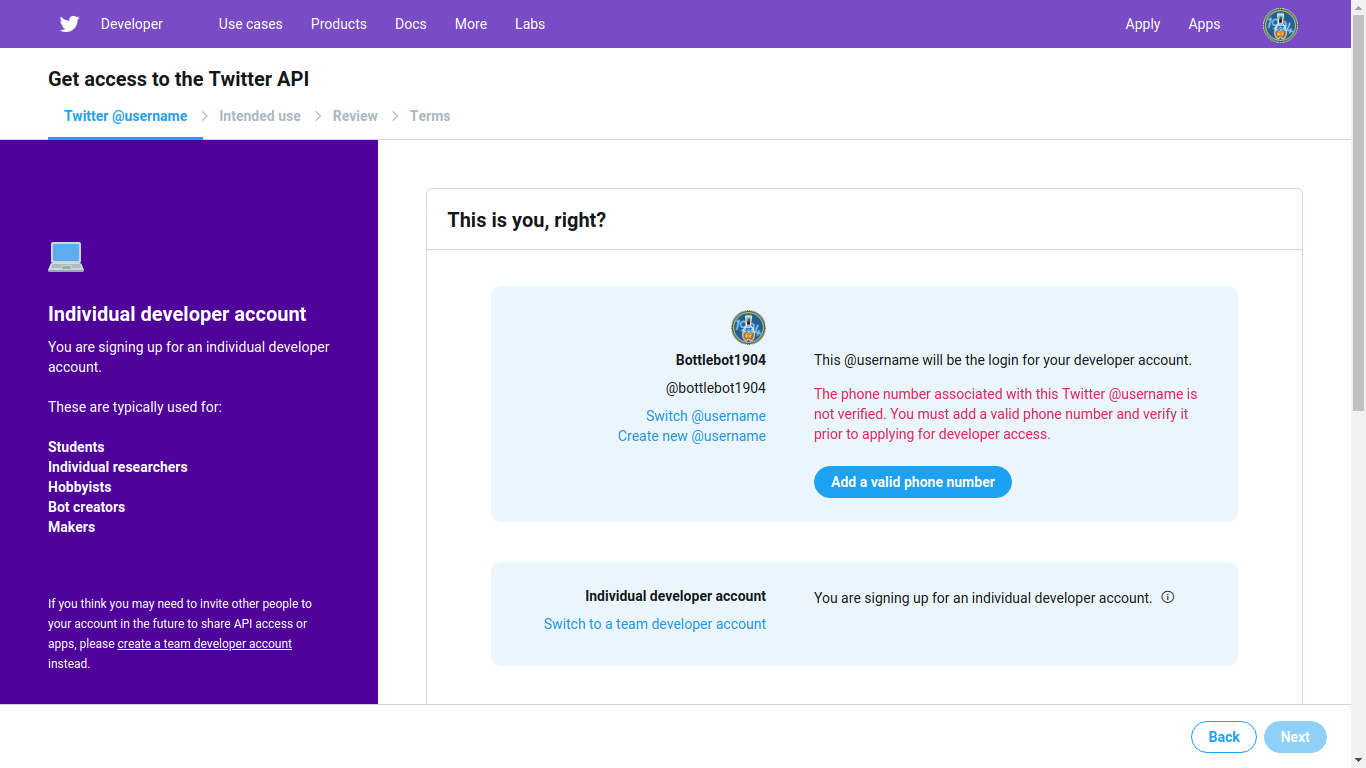 Developer Use cases Products Docs More Labs Apply Apps
Get access to the Twitter API
Twitter @username Intended use Review Terms
Individual developer account
You are signing up for an individual developer
account.
These are typically used for:
Students
Individual researchers
Hobbyists
Bot creators
Makers
If you think you may need to invite other people to
your account in the future to share API access or
apps, please create a team developer account
instead.
This is you, right?
Bottlebot1904
@bottlebot1904
Switch @username
Create new @username
This @username will be the login for your developer account.
The phone number associated with this Twitter @username is
not verified. You must add a valid phone number and verify it
prior to applying for developer access.
Add a valid phone number
Individual developer account
Switch to a team developer account
You are signing up for an individual developer account.
Back Next